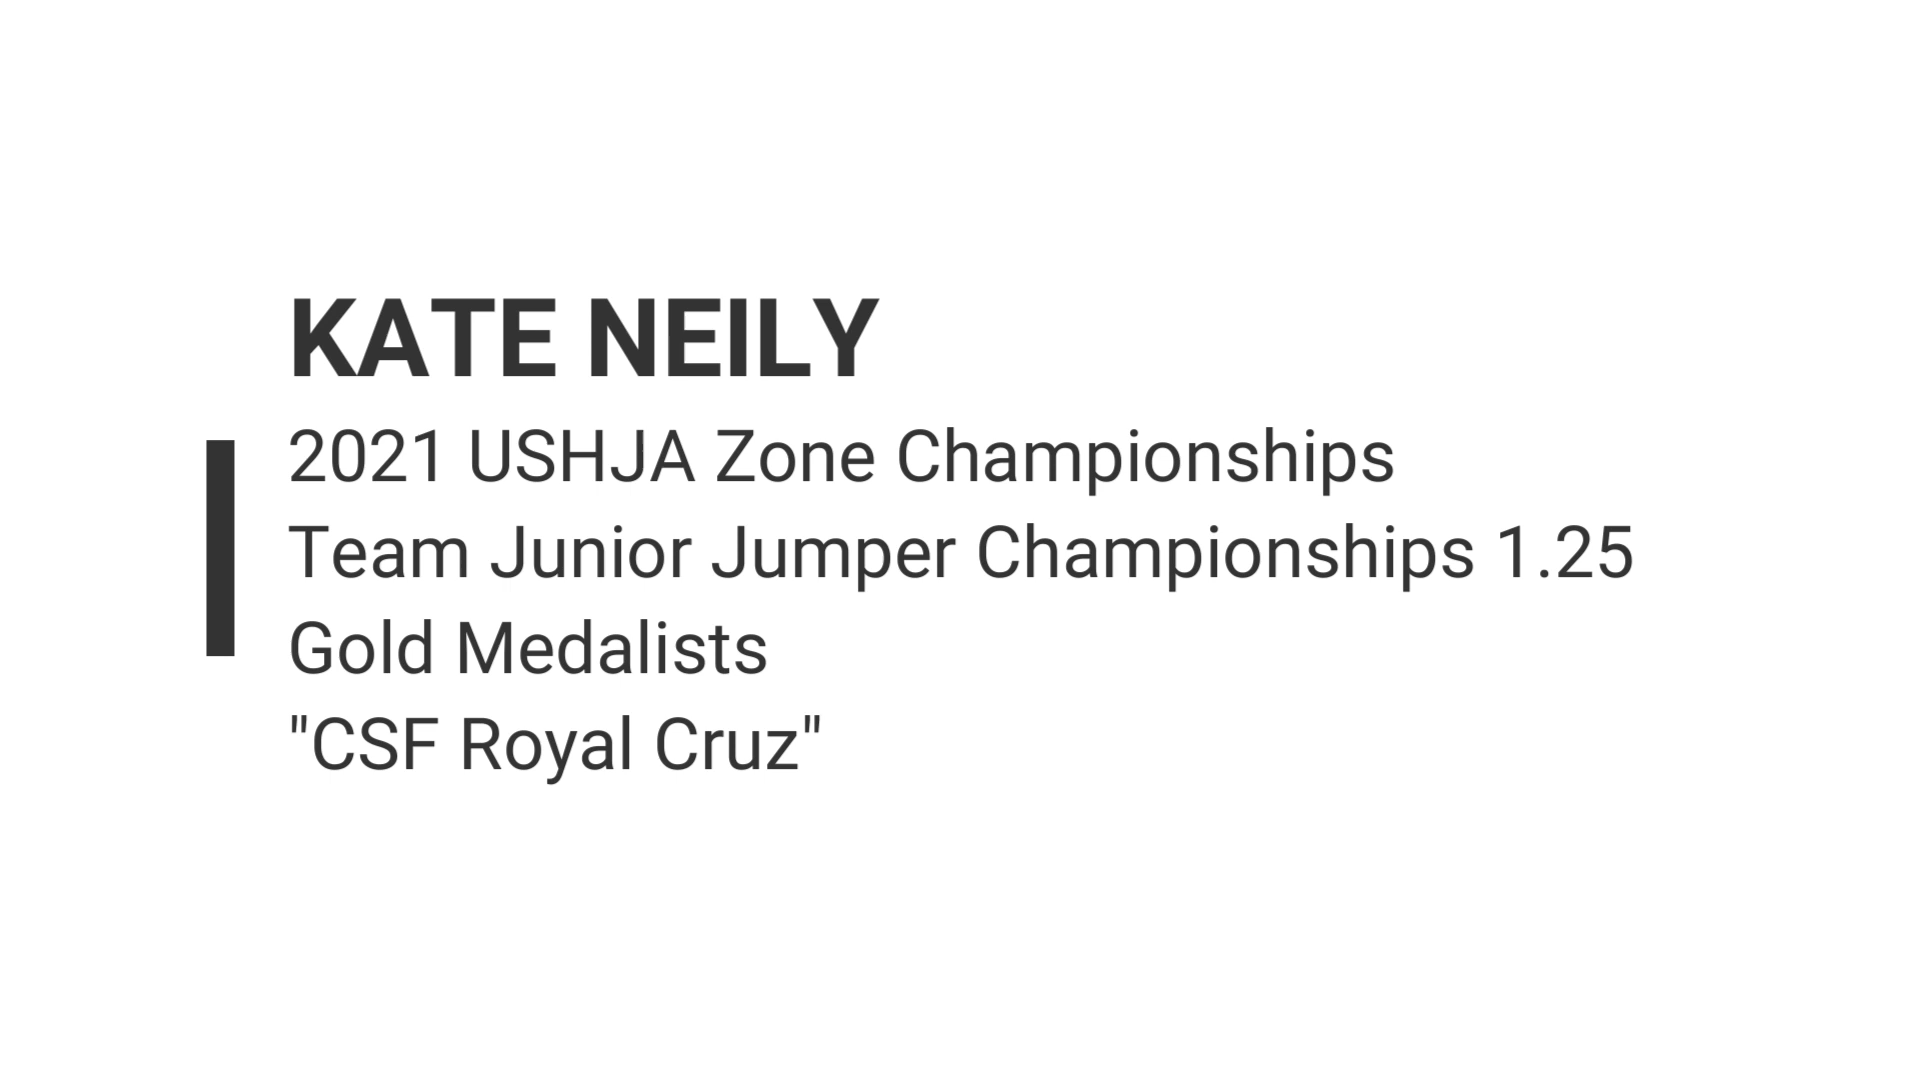 KATE NEILY
2021 USHJA Zone Championships
Team Junior Jumper Championships 1.25
Gold Medalists
"CSF Royal Cruz"